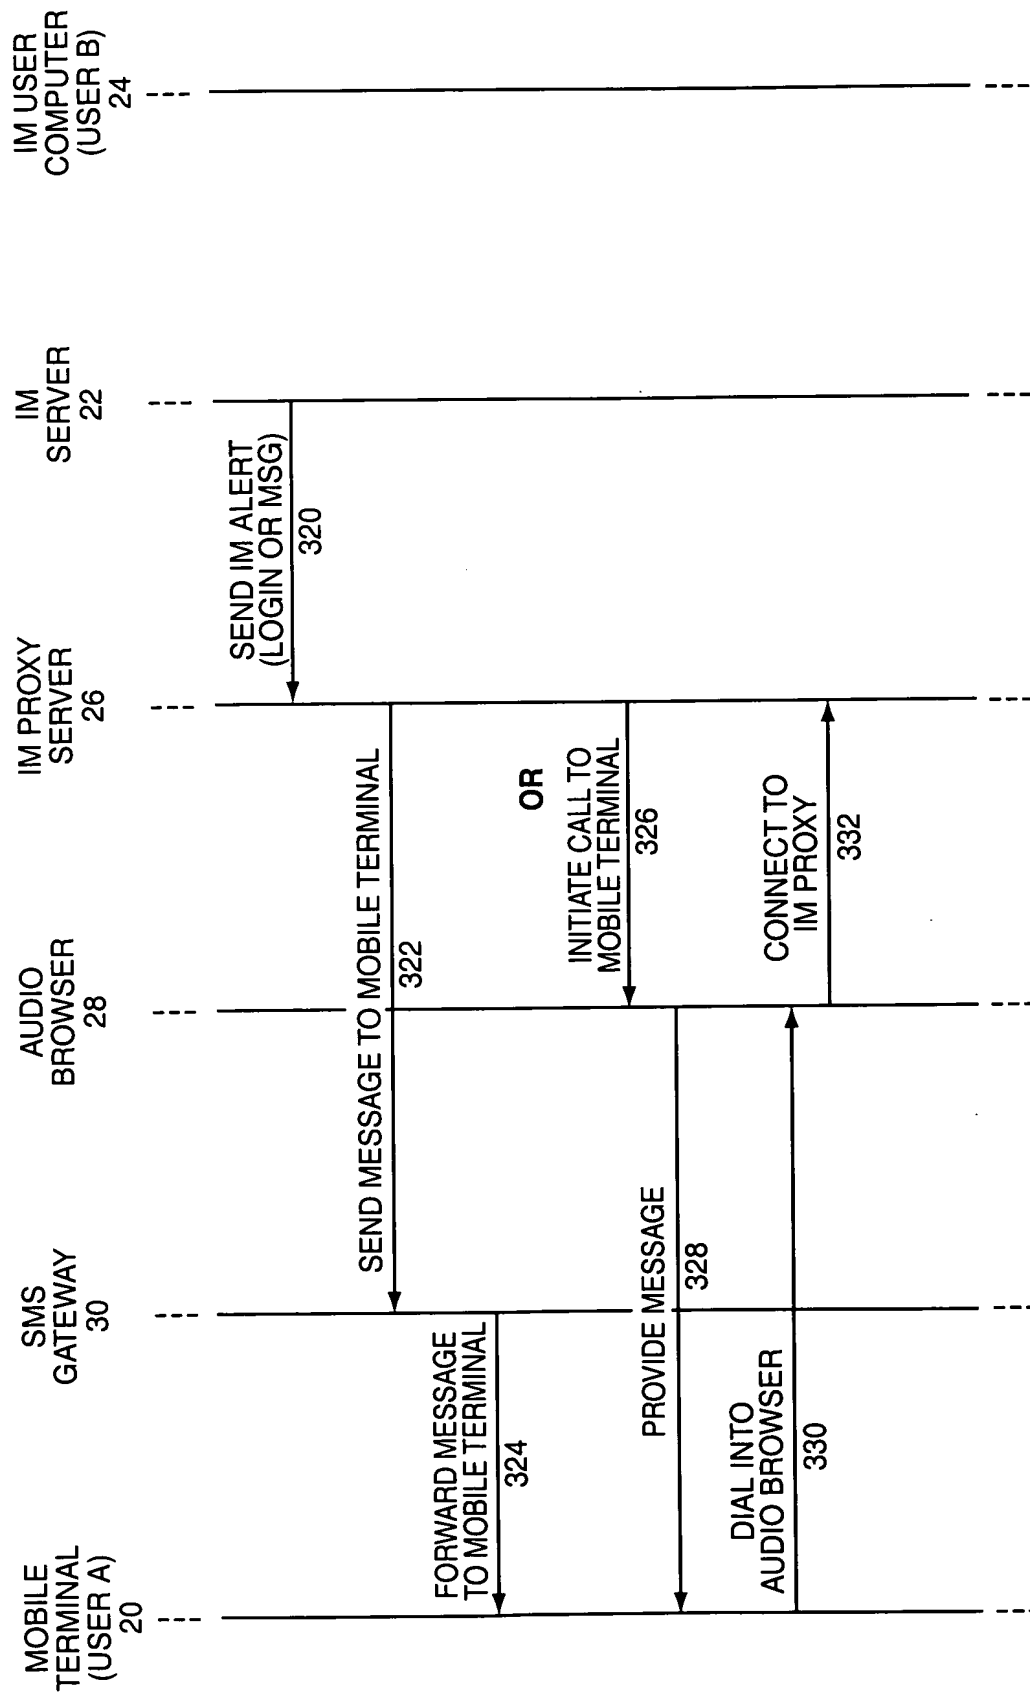 MOBILE
TERMINAL
(USER A)
20
SMS
GATEWAY
30
AUDIO
BROWSER
28
IM PROXY
SERVER
26
IM
SERVER
22
IM USER
COMPUTER
(USER B)
24
SEND IM ALERT
(LOGIN OR MSG)
320
SEND MESSAGE TO MOBILE TERMINAL
322
FORWARD MESSAGE
TO MOBILE TERMINAL
324
OR
INITIATE CALL TO
MOBILE TERMINAL
326
PROVIDE MESSAGE
328
DIAL INTO
AUDIO BROWSER
330
CONNECT TO
IM PROXY
332